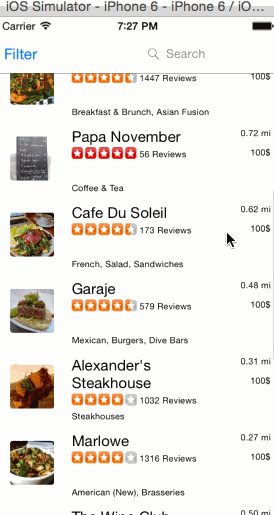 iOS Simulator - iPhone 6 - iPhone 6 / iO...
Carrier 7:27 PM
Filter Search
1447 Reviews 100$
Breakfast & Brunch, Asian Fusion
Papa November 0.72 mi
56 Reviews 100$
Coffee & Tea
Cafe Du Soleil 0.62 mi
173 Reviews 100$
French, Salad, Sandwiches
Garaje 0.48 mi
579 Reviews 100$
Mexican, Burgers, Dive Bars
Alexander's 0.31 mi
Steakhouse 100$
1032 Reviews
Steakhouses
Marlowe 0.27 mi
1316 Reviews 100$
American (New), Brasseries
The Wine Club 0.50 mi